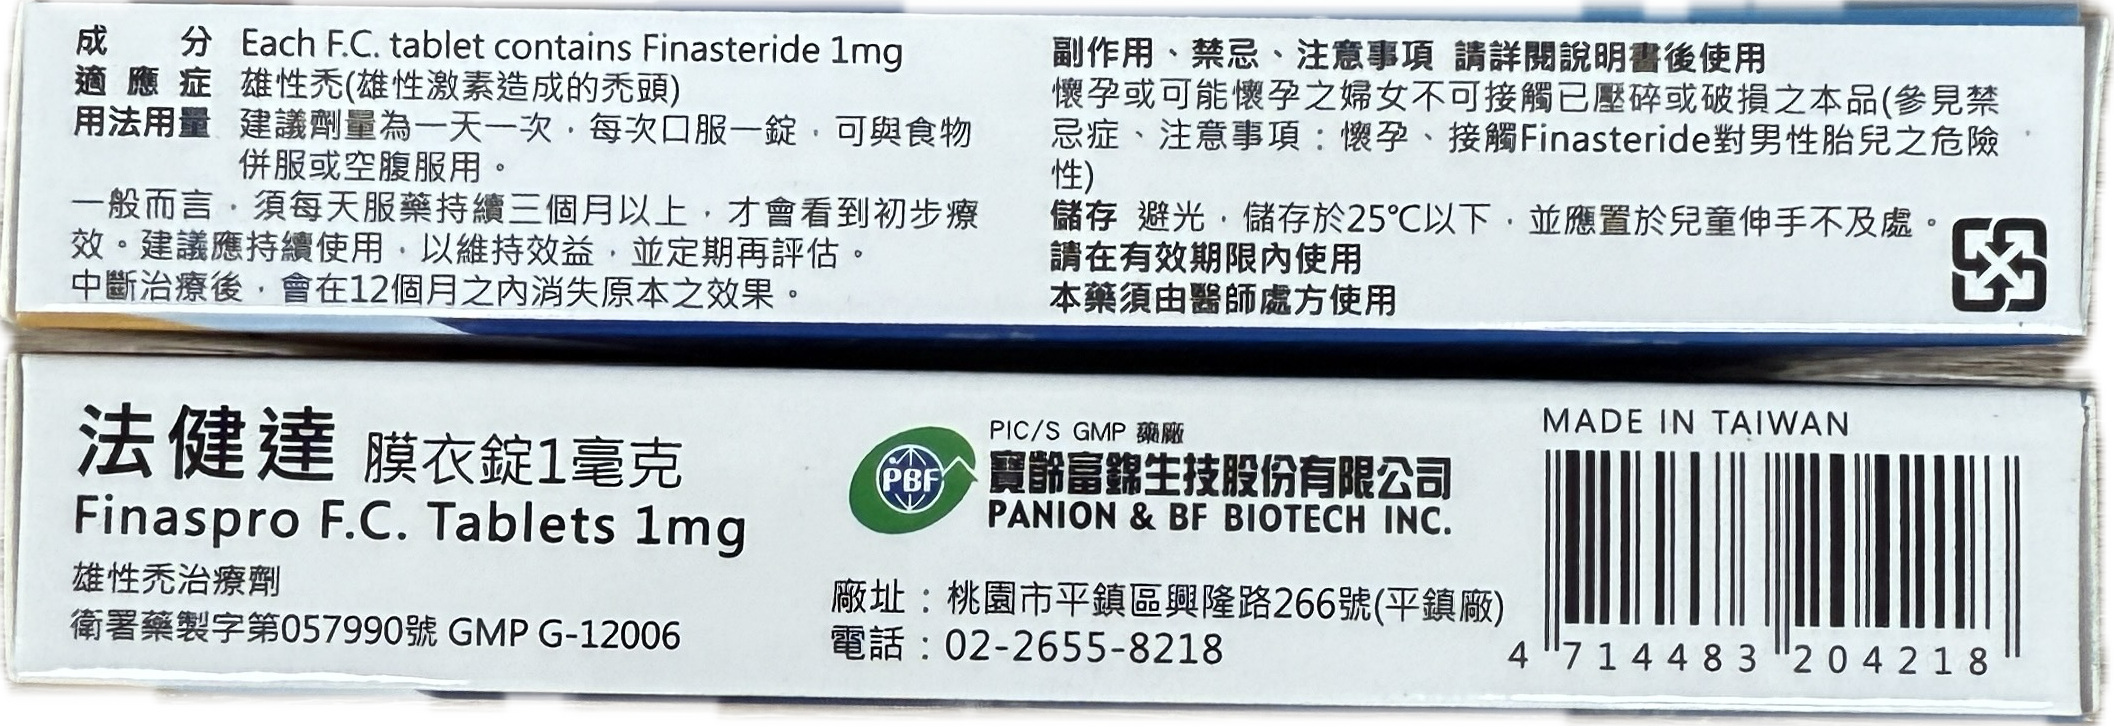 成分 Each F.C. tablet contains Finasteride 1mg
適應症 雄性禿(雄性激素造成的禿頭)
用法用量 建議劑量為一天一次，每次口服一錠，可與食物
併服或空腹服用。
一般而言，須每天服藥持續三個月以上，才會看到初步療
效。建議應持續使用，以維持效益，並定期再評估。
中斷治療後，會在12個月之內消失原本之效果。
副作用、禁忌、注意事項 請詳閱說明書後使用
懷孕或可能懷孕之婦女不可接觸已壓碎或破損之本品(參見禁
忌症、注意事項：懷孕、接觸Finasteride對男性胎兒之危險
性)
儲存 避光，儲存於25℃以下，並應置於兒童伸手不及處。
請在有效期限內使用
本藥須由醫師處方使用
法健達 膜衣錠1毫克
Finaspro F.C. Tablets 1mg
雄性禿治療劑
衛署藥製字第057990號 GMP G-12006
PBF
PIC/S GMP 藥廠
寶齡富錦生技股份有限公司
PANION & BF BIOTECH INC.
廠址：桃園市平鎮區興隆路266號(平鎮廠)
電話：02-2655-8218
MADE IN TAIWAN
4 714483 204218